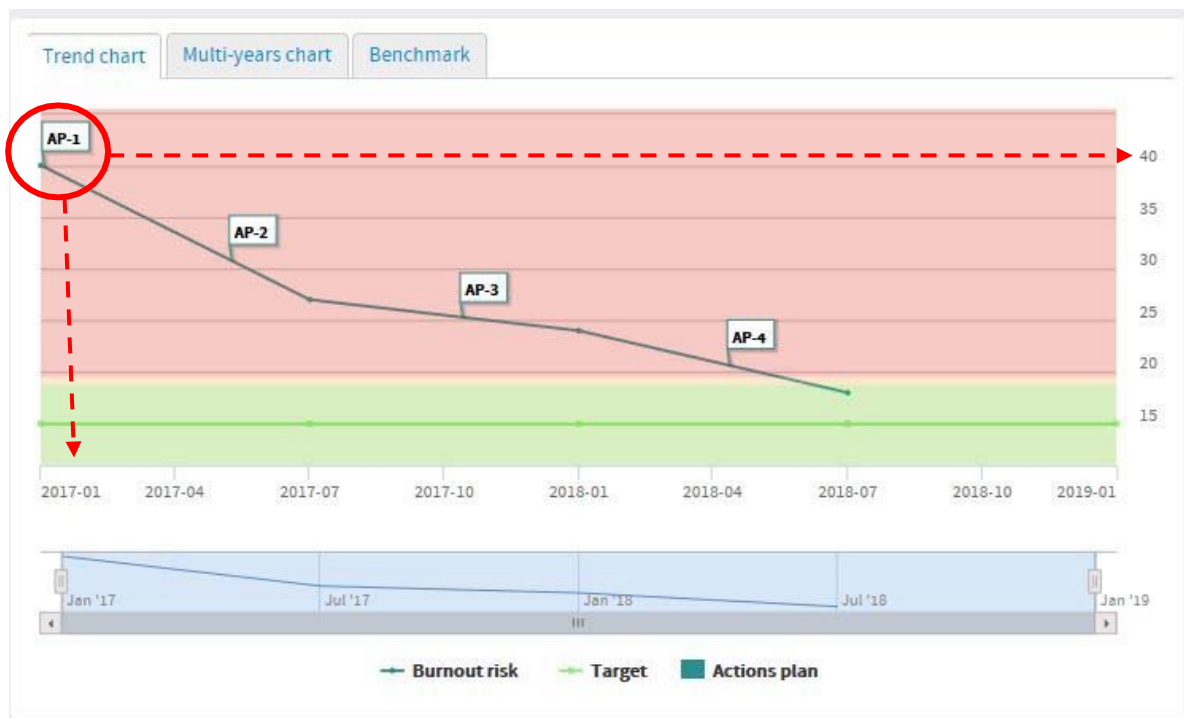 Trend chart Multi-years chart Benchmark
AP-1
40
35
AP-2
30
AP-3
25
AP-4
20
15
2017-01 2017-04 2017-07 2017-10 2018-01 2018-04 2018-07 2018-10 2019-01
Jan '17 Jul '17 Jan '18 Jul '18 Jan '19
Burnout risk Target Actions plan